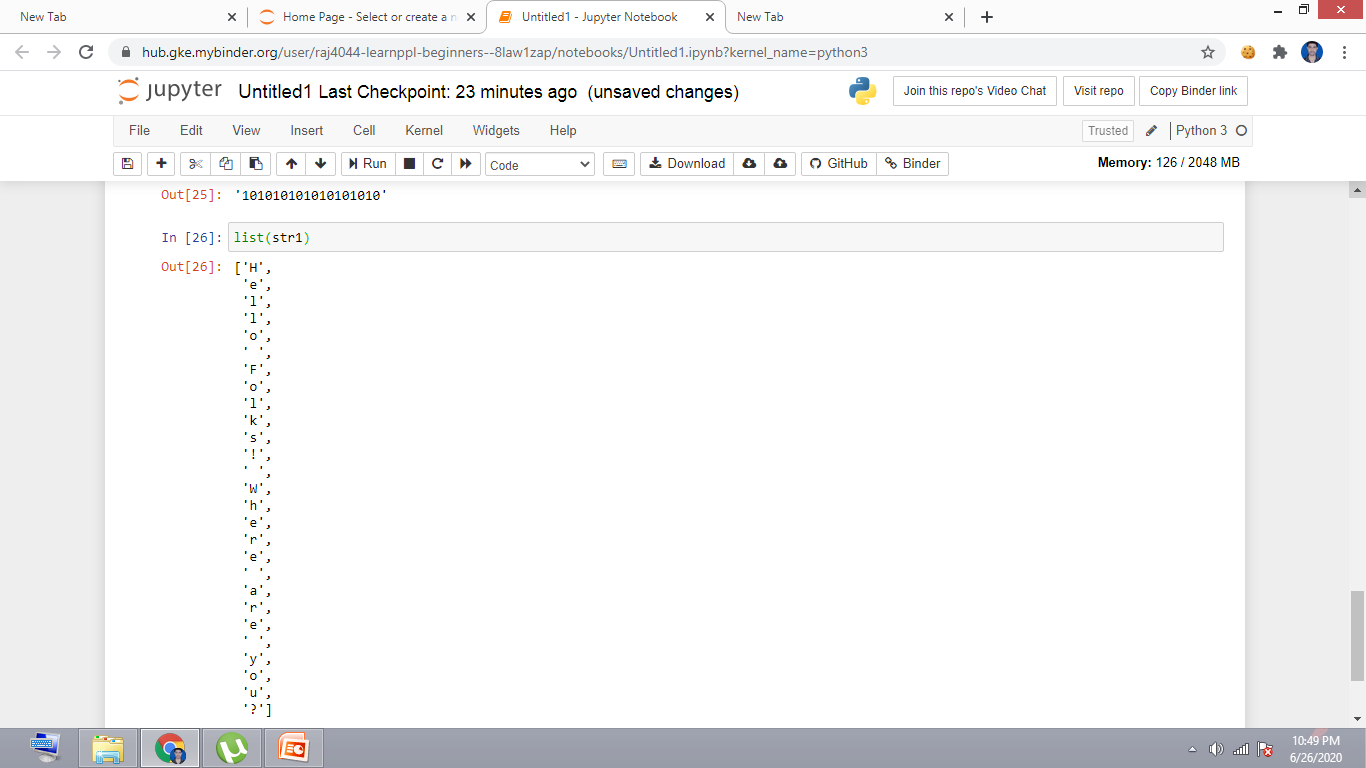 New Tab
Home Page - Select or create a n
Untitled1 - Jupyter Notebook
New Tab
hub.gke.mybinder.org/user/raj4044-learnppl-beginners--8law1zap/notebooks/Untitled1.ipynb?kernel_name=python3
jupyter Untitled1 Last Checkpoint: 23 minutes ago (unsaved changes)
Join this repo's Video Chat
Visit repo
Copy Binder link
File Edit View Insert Cell Kernel Widgets Help
Trusted
Python 3
Run
Code
Download
GitHub
Binder
Memory: 126 / 2048 MB
Out[25]: '101010101010101010'
In [26]: list(str1)
Out[26]: ['H',
'e',
'l',
'l',
'o',
' ',
'F',
'o',
'l',
'k',
's',
'!',
' ',
'W',
'h',
'e',
'r',
'e',
' ',
'a',
'r',
'e',
' ',
'y',
'o',
'u',
'?']
10:49 PM
6/26/2020